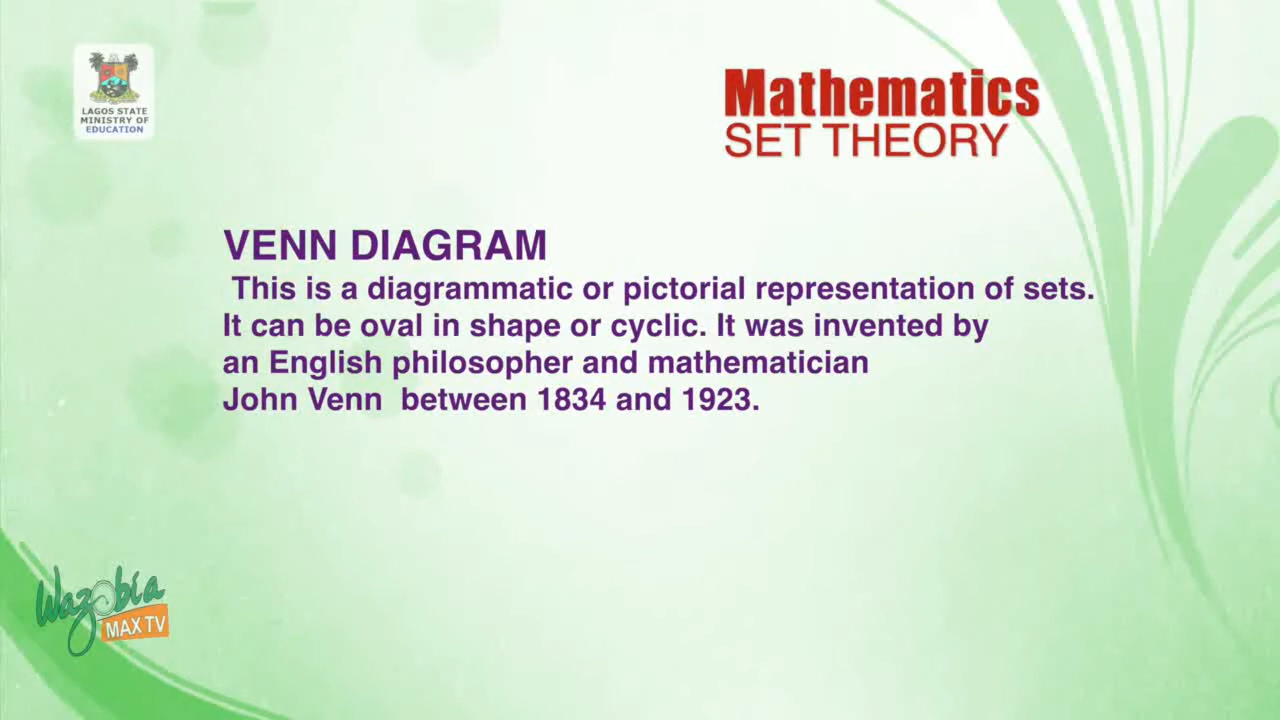 LAGOS STATE
MINISTRY OF
EDUCATION
Mathematics
SET THEORY
VENN DIAGRAM
This is a diagrammatic or pictorial representation of sets.
It can be oval in shape or cyclic. It was invented by
an English philosopher and mathematician
John Venn  between 1834 and 1923.
Wazobia
MAX TV